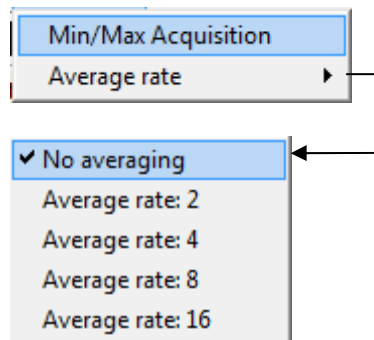 Min/Max Acquisition
Average rate
No averaging
Average rate: 2
Average rate: 4
Average rate: 8
Average rate: 16